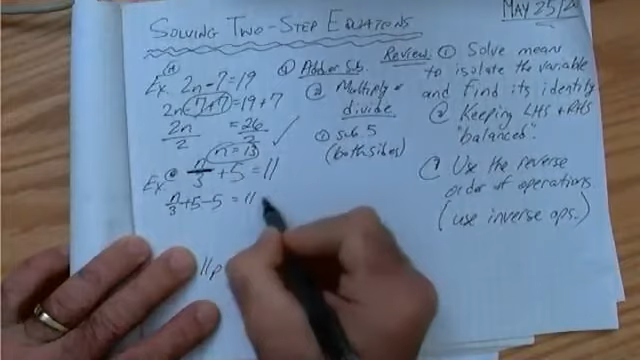 SOLVING TWO-STEP EQUATIONS
MAY 25/
Ex. 2n-7=19
2n-7+7=19+7
2n/2 = 26/2
n=13
Ex. n/3 +5=11
n/3+5-5=11
① Add or Sub.
② Multiply or
divide
① Sub 5
(both sides)
Review: ① Solve means
to isolate the variable
and find its identity
② Keeping LHS + RHS
"balanced."
Use the reverse
order of operations
(use inverse ops.)